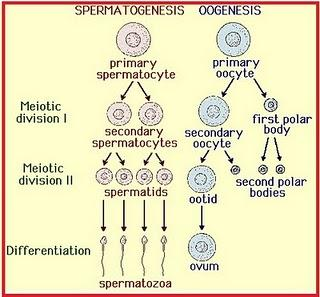 SPERMATOGENESIS OOGENESIS
primary
spermatocyte
primary
oocyte
Meiotic
division I
secondary
spermatocytes
secondary
oocyte
first polar
body
Meiotic
division II
spermatids
ootid
second polar
bodies
Differentiation
spermatozoa
ovum